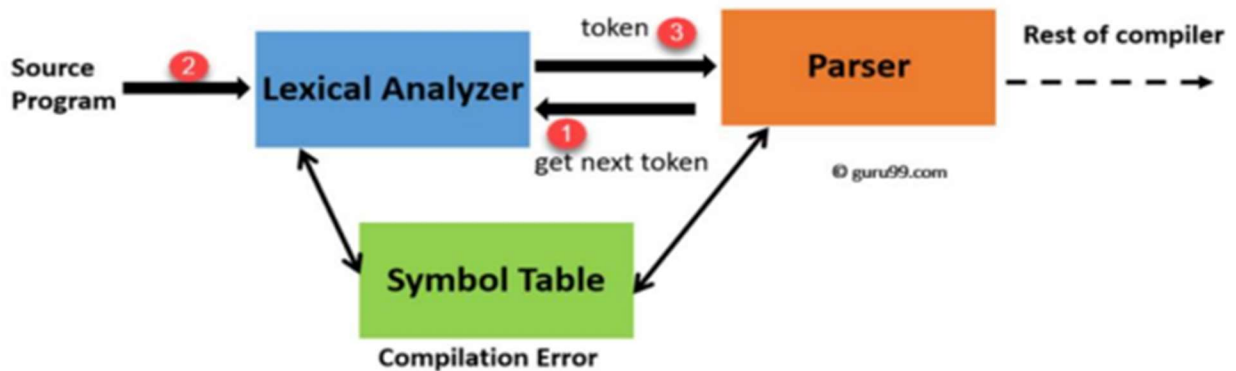 token 3
Rest of compiler
Source
Program
2
Lexical Analyzer
Parser
1
get next token
© guru99.com
Symbol Table
Compilation Error